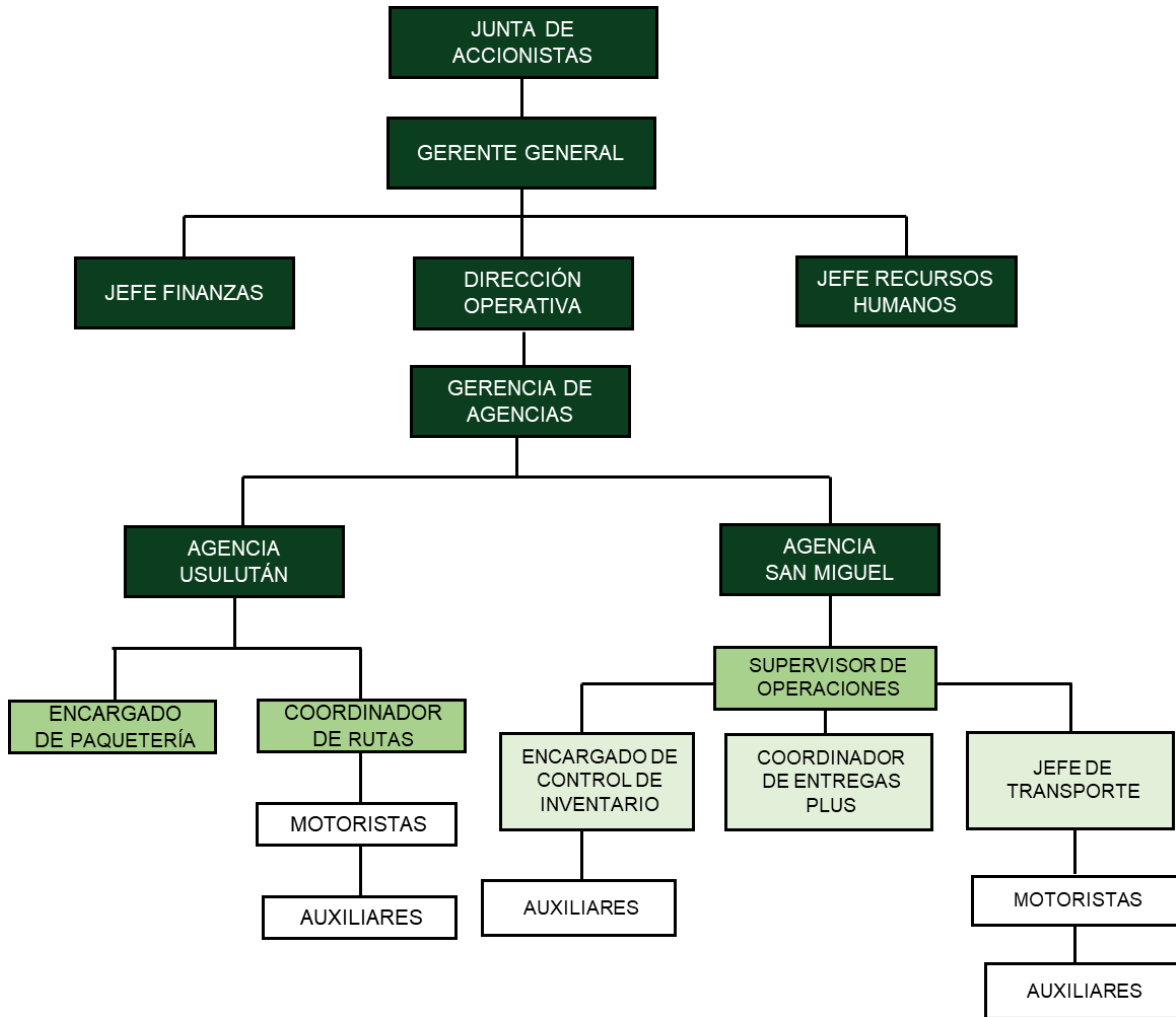 JUNTA DE
ACCIONISTAS
GERENTE GENERAL
JEFE FINANZAS
DIRECCIÓN
OPERATIVA
JEFE RECURSOS
HUMANOS
GERENCIA DE
AGENCIAS
AGENCIA
USULUTÁN
AGENCIA
SAN MIGUEL
ENCARGADO
DE PAQUETERÍA
COORDINADOR
DE RUTAS
SUPERVISOR DE
OPERACIONES
ENCARGADO DE
CONTROL DE
INVENTARIO
COORDINADOR
DE ENTREGAS
PLUS
JEFE DE
TRANSPORTE
MOTORISTAS
AUXILIARES
AUXILIARES
MOTORISTAS
AUXILIARES